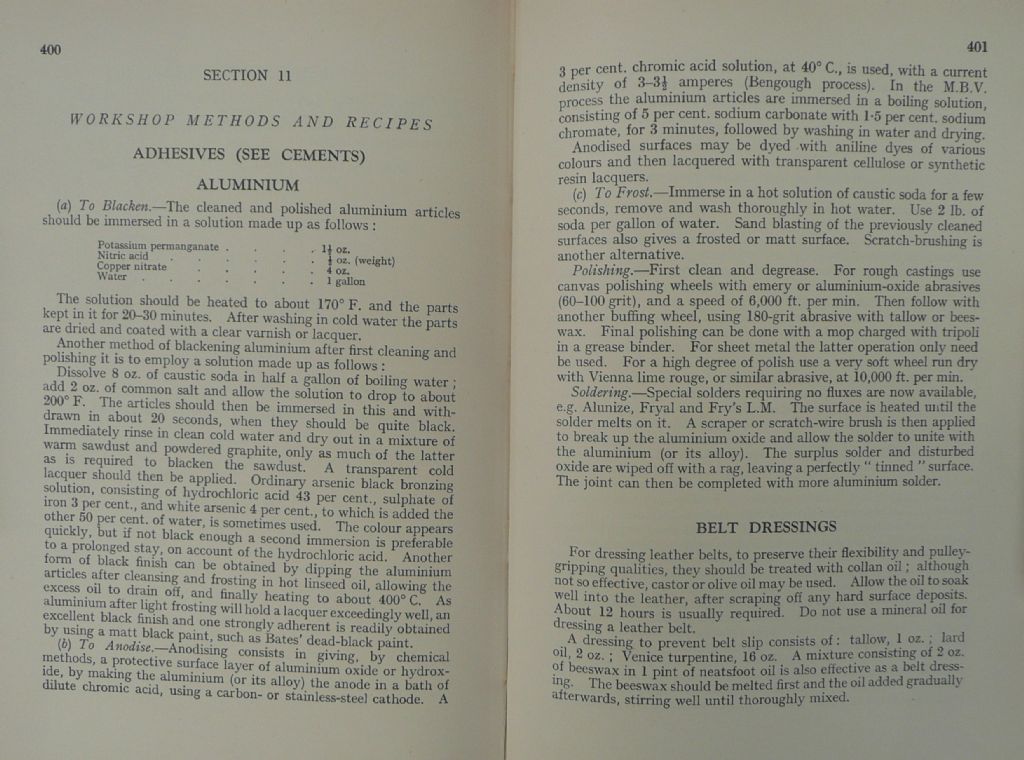 400
SECTION 11
WORKSHOP METHODS AND RECIPES
ADHESIVES (SEE CEMENTS)
ALUMINIUM
(a) To Blacken.—The cleaned and polished aluminium articles
should be immersed in a solution made up as follows :
Potassium permanganate . . . . 1¼ oz.
Nitric acid . . . . . ¼ oz. (weight)
Copper nitrate . . . . . 4 oz.
Water . . . . . . . 1 gallon
The solution should be heated to about 170° F. and the parts
kept in it for 20–30 minutes. After washing in cold water the parts
are dried and coated with a clear varnish or lacquer.
Another method of blackening aluminium after first cleaning and
polishing it is to employ a solution made up as follows :
Dissolve 8 oz. of caustic soda in half a gallon of boiling water ;
add 2 oz. of common salt and allow the solution to drop to about
200° F. The articles should then be immersed in this and with-
drawn in about 20 seconds, when they should be quite black.
Immediately rinse in clean cold water and dry out in a mixture of
warm sawdust and powdered graphite, only as much of the latter
as is required to blacken the sawdust. A transparent cold
lacquer should then be applied. Ordinary arsenic black bronzing
solution, consisting of hydrochloric acid 43 per cent., sulphate of
iron 3 per cent., and white arsenic 4 per cent., to which is added the
other 50 per cent. of water, is sometimes used. The colour appears
quickly, but if not black enough a second immersion is preferable
to a prolonged stay, on account of the hydrochloric acid. Another
form of black finish can be obtained by dipping the aluminium
articles after cleansing and frosting in hot linseed oil, allowing the
excess oil to drain off, and finally heating to about 400° C. As
aluminium after light frosting will hold a lacquer exceedingly well, an
excellent black finish and one strongly adherent is readily obtained
by using a matt black paint, such as Bates' dead-black paint.
(b) To Anodise.—Anodising consists in giving, by chemical
methods, a protective surface layer of aluminium oxide or hydrox-
ide, by making the aluminium (or its alloy) the anode in a bath of
dilute chromic acid, using a carbon- or stainless-steel cathode. A
401
3 per cent. chromic acid solution, at 40° C., is used, with a current
density of 3–3½ amperes (Bengough process). In the M.B.V.
process the aluminium articles are immersed in a boiling solution,
consisting of 5 per cent. sodium carbonate with 1·5 per cent. sodium
chromate, for 3 minutes, followed by washing in water and drying.
Anodised surfaces may be dyed with aniline dyes of various
colours and then lacquered with transparent cellulose or synthetic
resin lacquers.
(c) To Frost.—Immerse in a hot solution of caustic soda for a few
seconds, remove and wash thoroughly in hot water. Use 2 lb. of
soda per gallon of water. Sand blasting of the previously cleaned
surfaces also gives a frosted or matt surface. Scratch-brushing is
another alternative.
Polishing.—First clean and degrease. For rough castings use
canvas polishing wheels with emery or aluminium-oxide abrasives
(60–100 grit), and a speed of 6,000 ft. per min. Then follow with
another buffing wheel, using 180-grit abrasive with tallow or bees-
wax. Final polishing can be done with a mop charged with tripoli
in a grease binder. For sheet metal the latter operation only need
be used. For a high degree of polish use a very soft wheel run dry
with Vienna lime rouge, or similar abrasive, at 10,000 ft. per min.
Soldering.—Special solders requiring no fluxes are now available,
e.g. Alunize, Fryal and Fry's L.M. The surface is heated until the
solder melts on it. A scraper or scratch-wire brush is then applied
to break up the aluminium oxide and allow the solder to unite with
the aluminium (or its alloy). The surplus solder and disturbed
oxide are wiped off with a rag, leaving a perfectly " tinned " surface.
The joint can then be completed with more aluminium solder.
BELT DRESSINGS
For dressing leather belts, to preserve their flexibility and pulley-
gripping qualities, they should be treated with collan oil ; although
not so effective, castor or olive oil may be used. Allow the oil to soak
well into the leather, after scraping off any hard surface deposits.
About 12 hours is usually required. Do not use a mineral oil for
dressing a leather belt.
A dressing to prevent belt slip consists of : tallow, 1 oz. ; lard
oil, 2 oz. ; Venice turpentine, 16 oz. A mixture consisting of 2 oz.
of beeswax in 1 pint of neatsfoot oil is also effective as a belt dress-
ing. The beeswax should be melted first and the oil added gradually
afterwards, stirring well until thoroughly mixed.